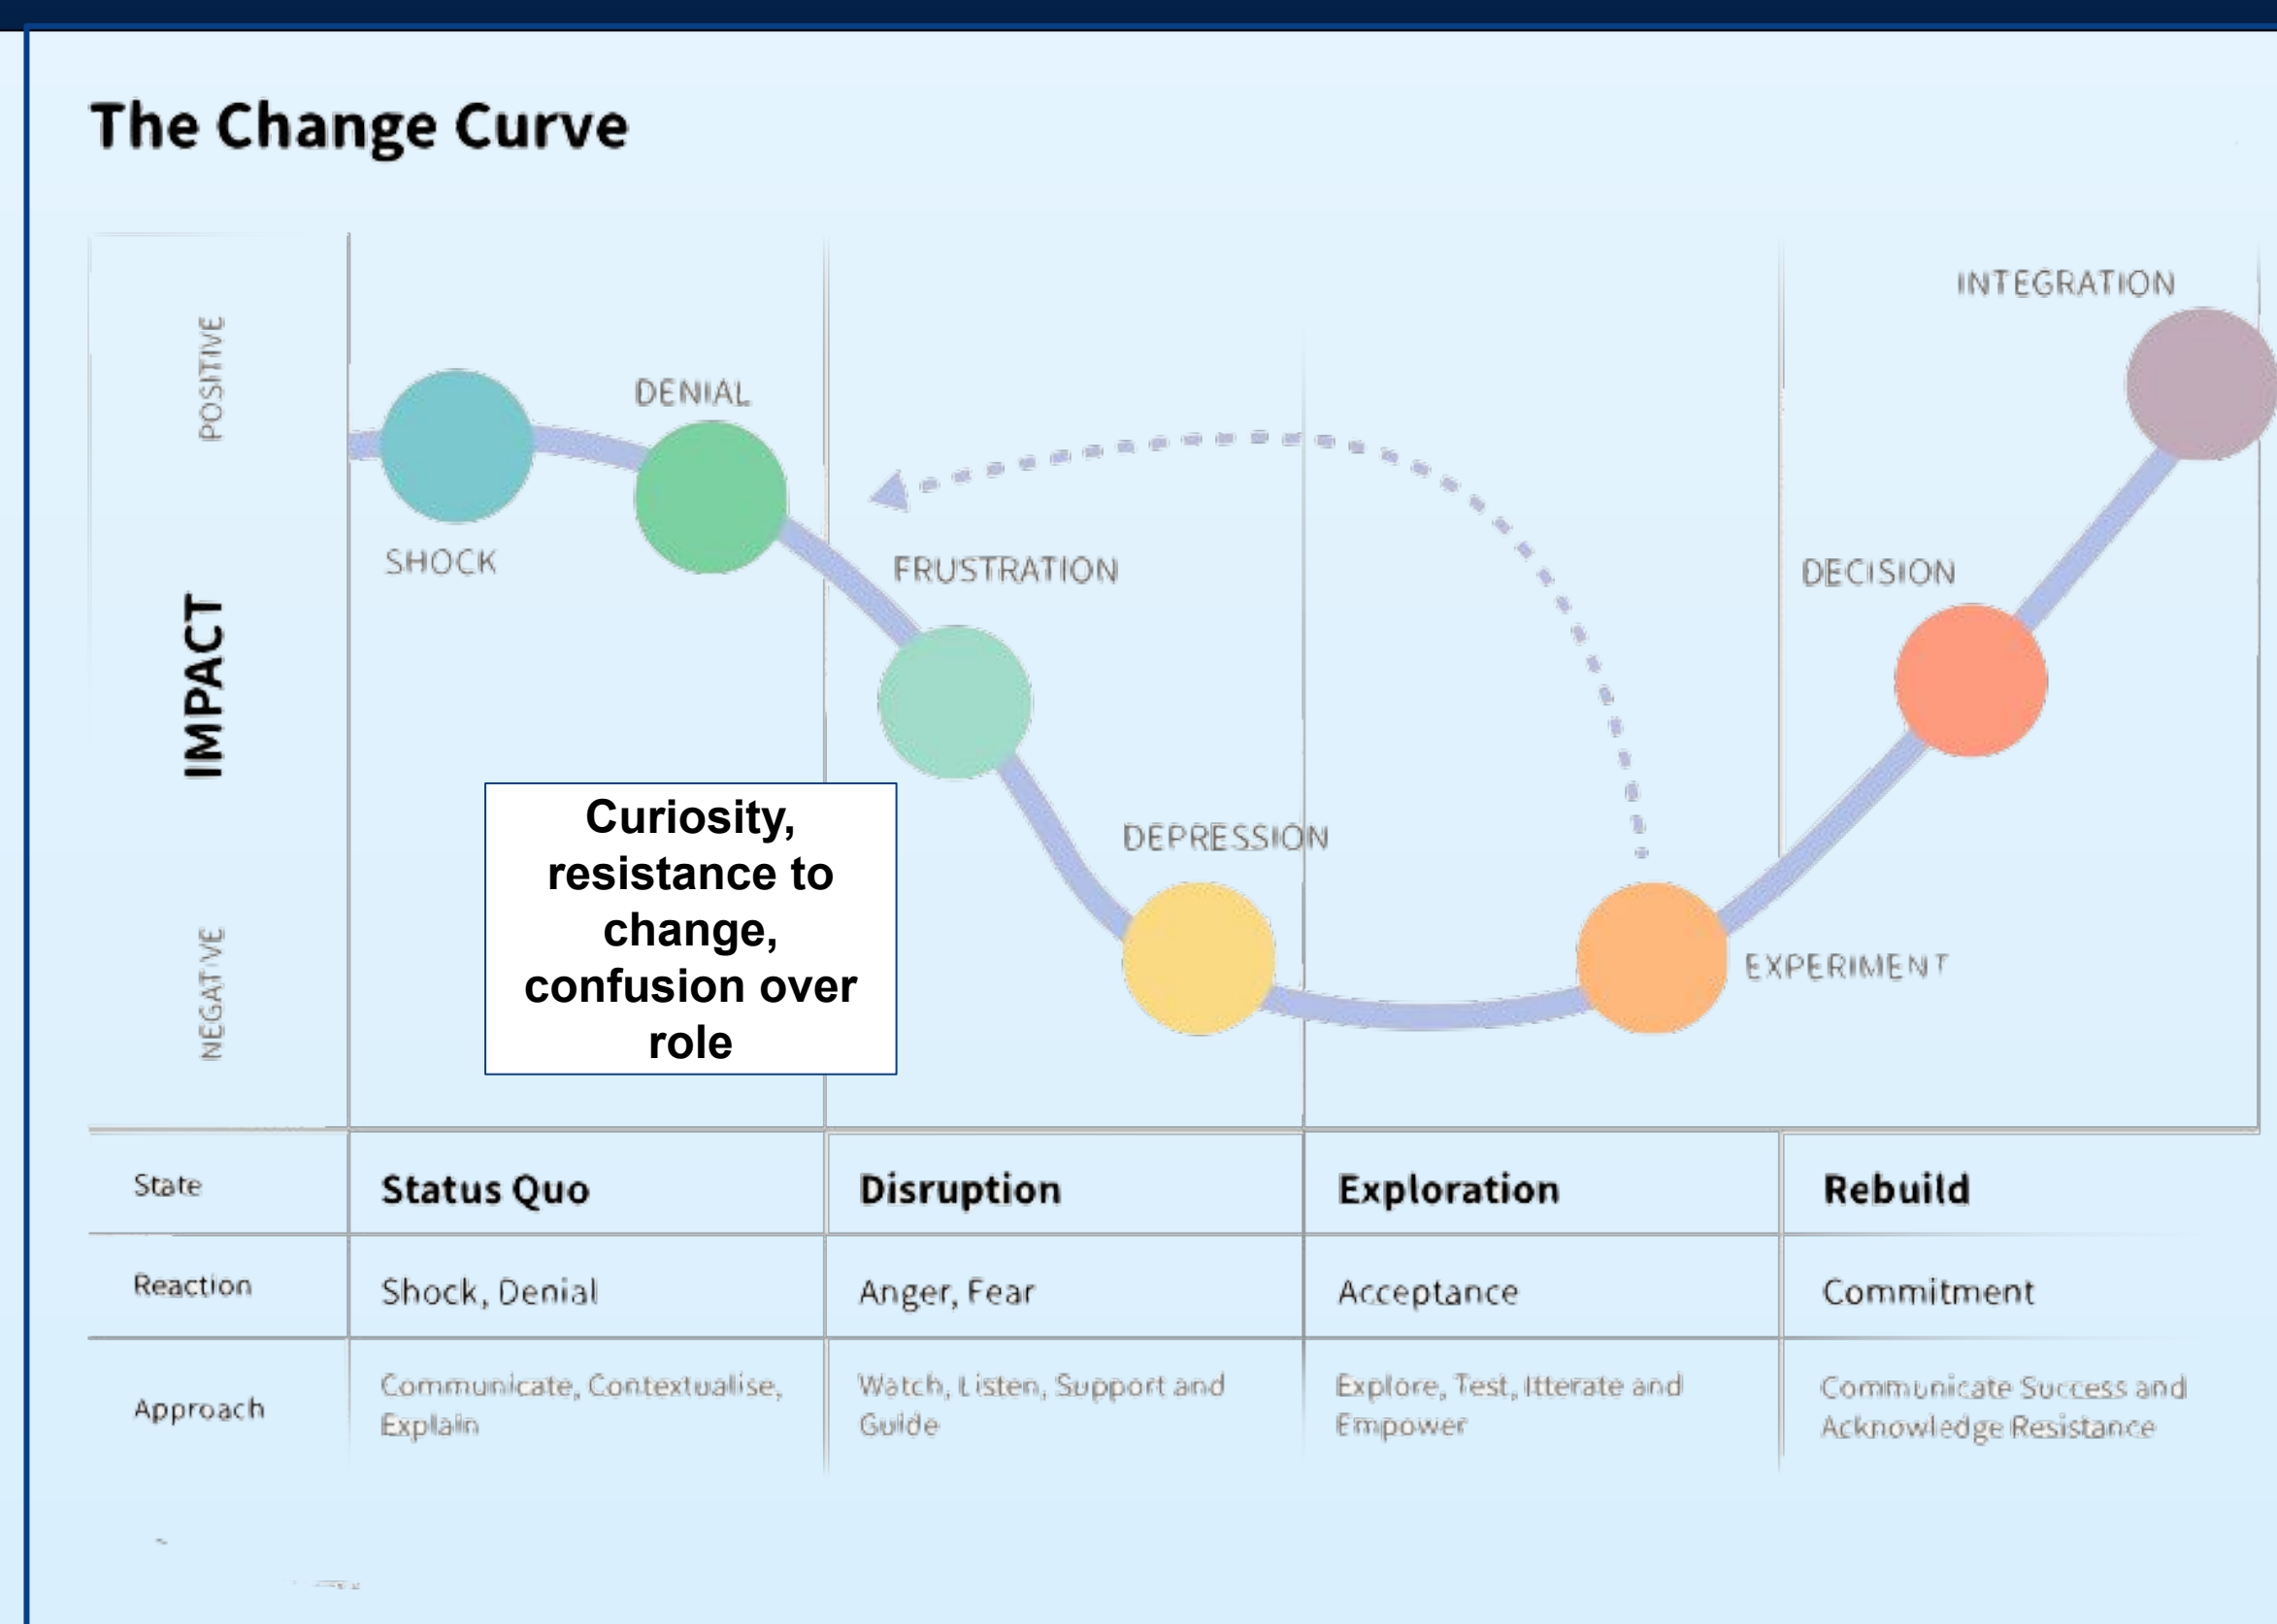 The Change Curve
INTEGRATION
POSITIVE
DENIAL
SHOCK
FRUSTRATION
DECISION
IMPACT
Curiosity,
resistance to
change,
confusion over
role
DEPRESSION
EXPERIMENT
NEGATIVE
State
Status Quo
Disruption
Exploration
Rebuild
Reaction
Shock, Denial
Anger, Fear
Acceptance
Commitment
Approach
Communicate, Contextualise,
Explain
Watch, Listen, Support and
Guide
Explore, Test, Itterate and
Empower
Communicate Success and
Acknowledge Resistance